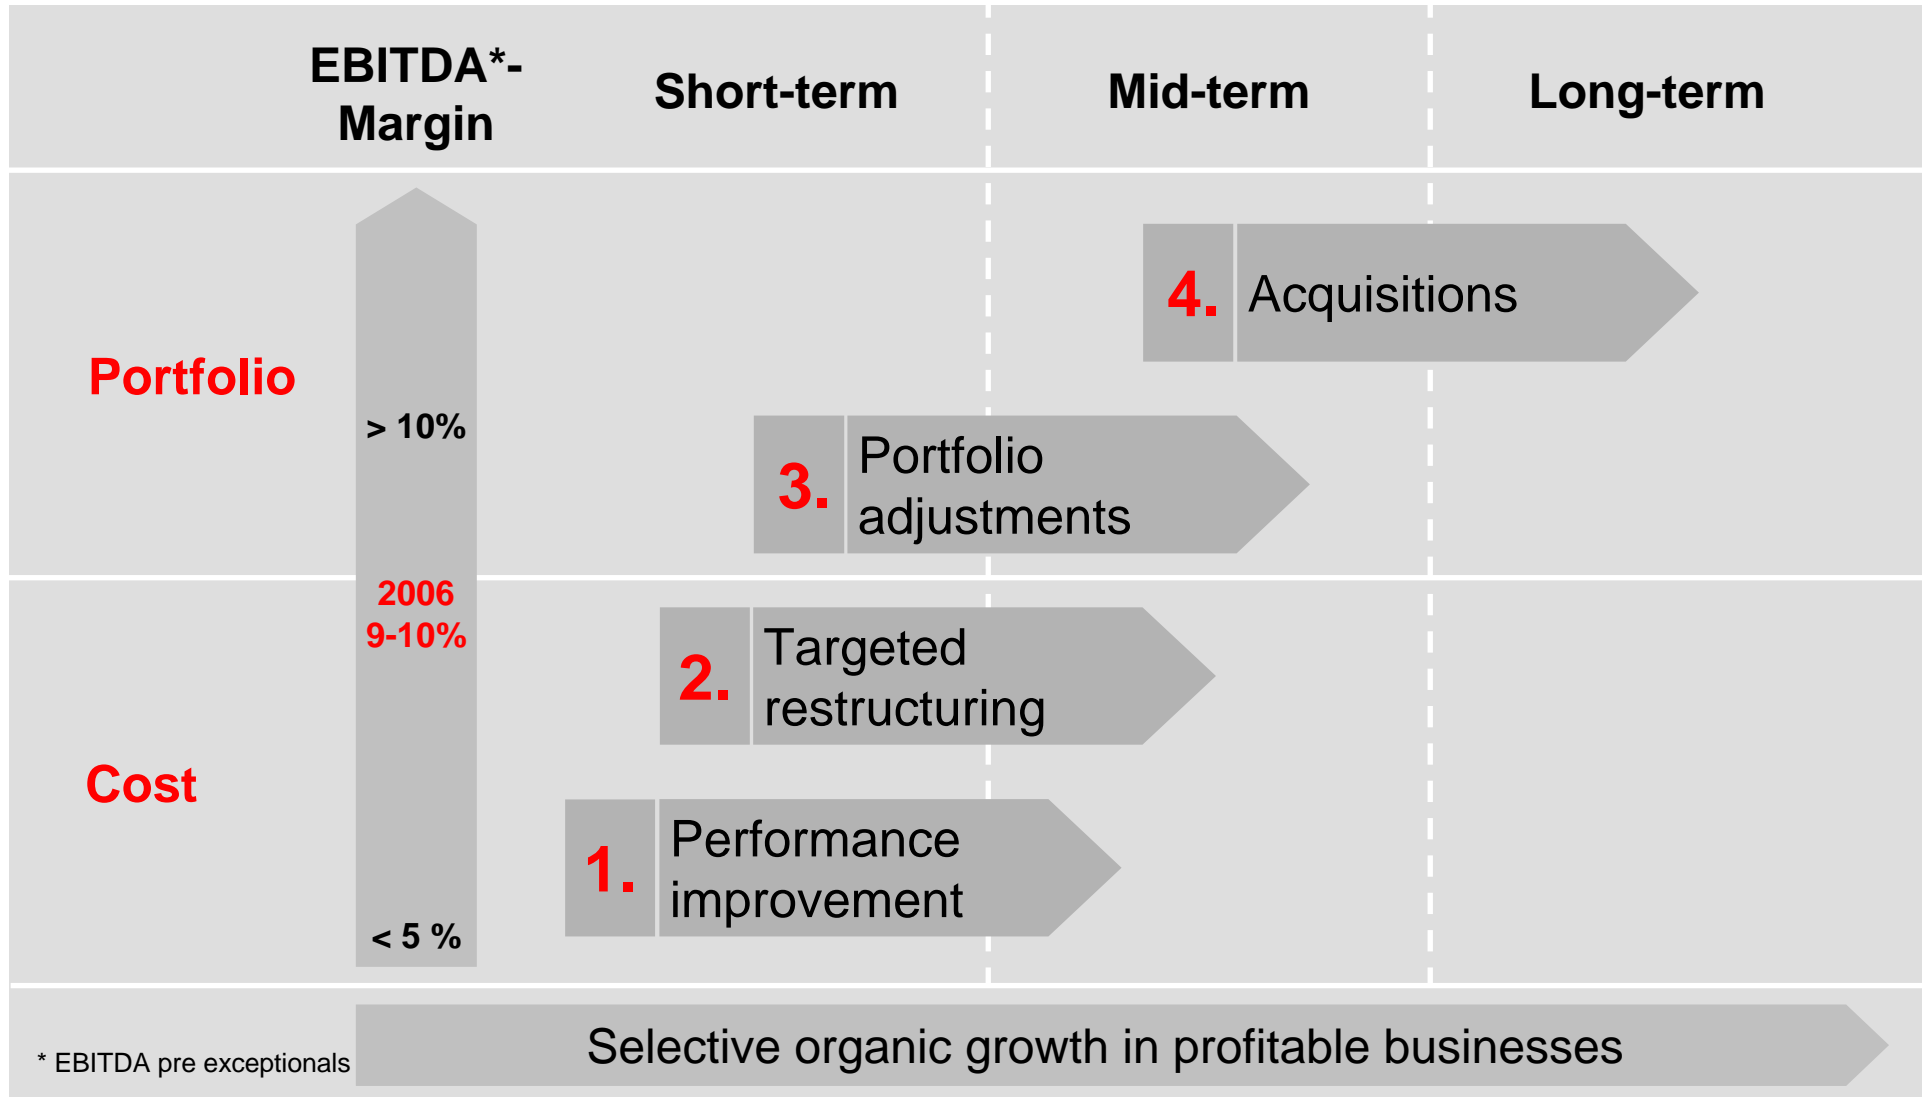 EBITDA*-
Margin
Short-term
Mid-term
Long-term
Portfolio
> 10%
4.
Acquisitions
3.
Portfolio
adjustments
2006
9-10%
Cost
< 5 %
2.
Targeted
restructuring
1.
Performance
improvement
* EBITDA pre exceptionals
Selective organic growth in profitable businesses